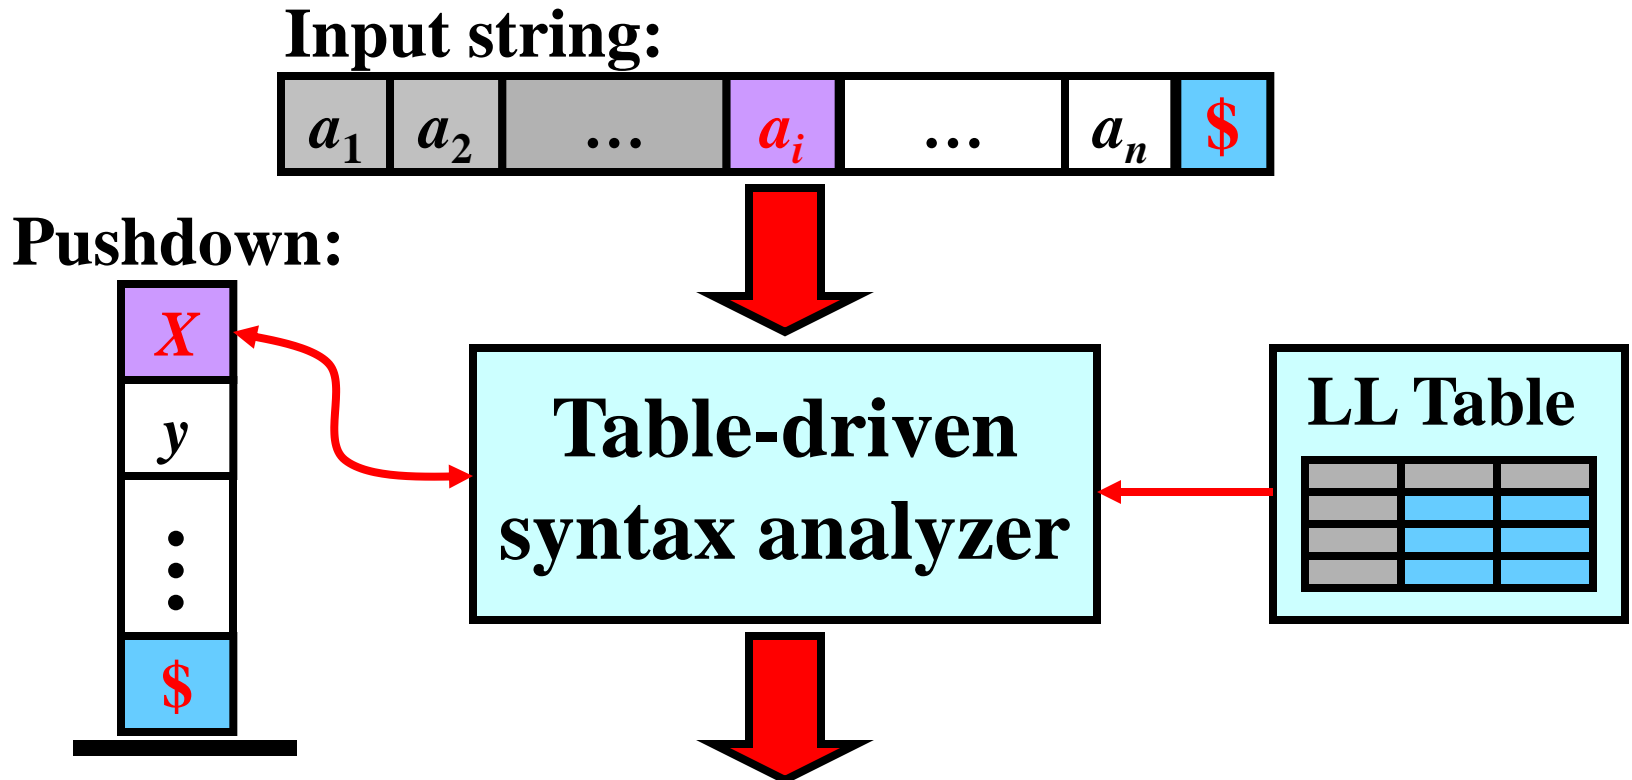 Input string:
a1 a2 … ai … an $
Pushdown:
X
y
⋮
$
Table-driven
syntax analyzer
LL Table